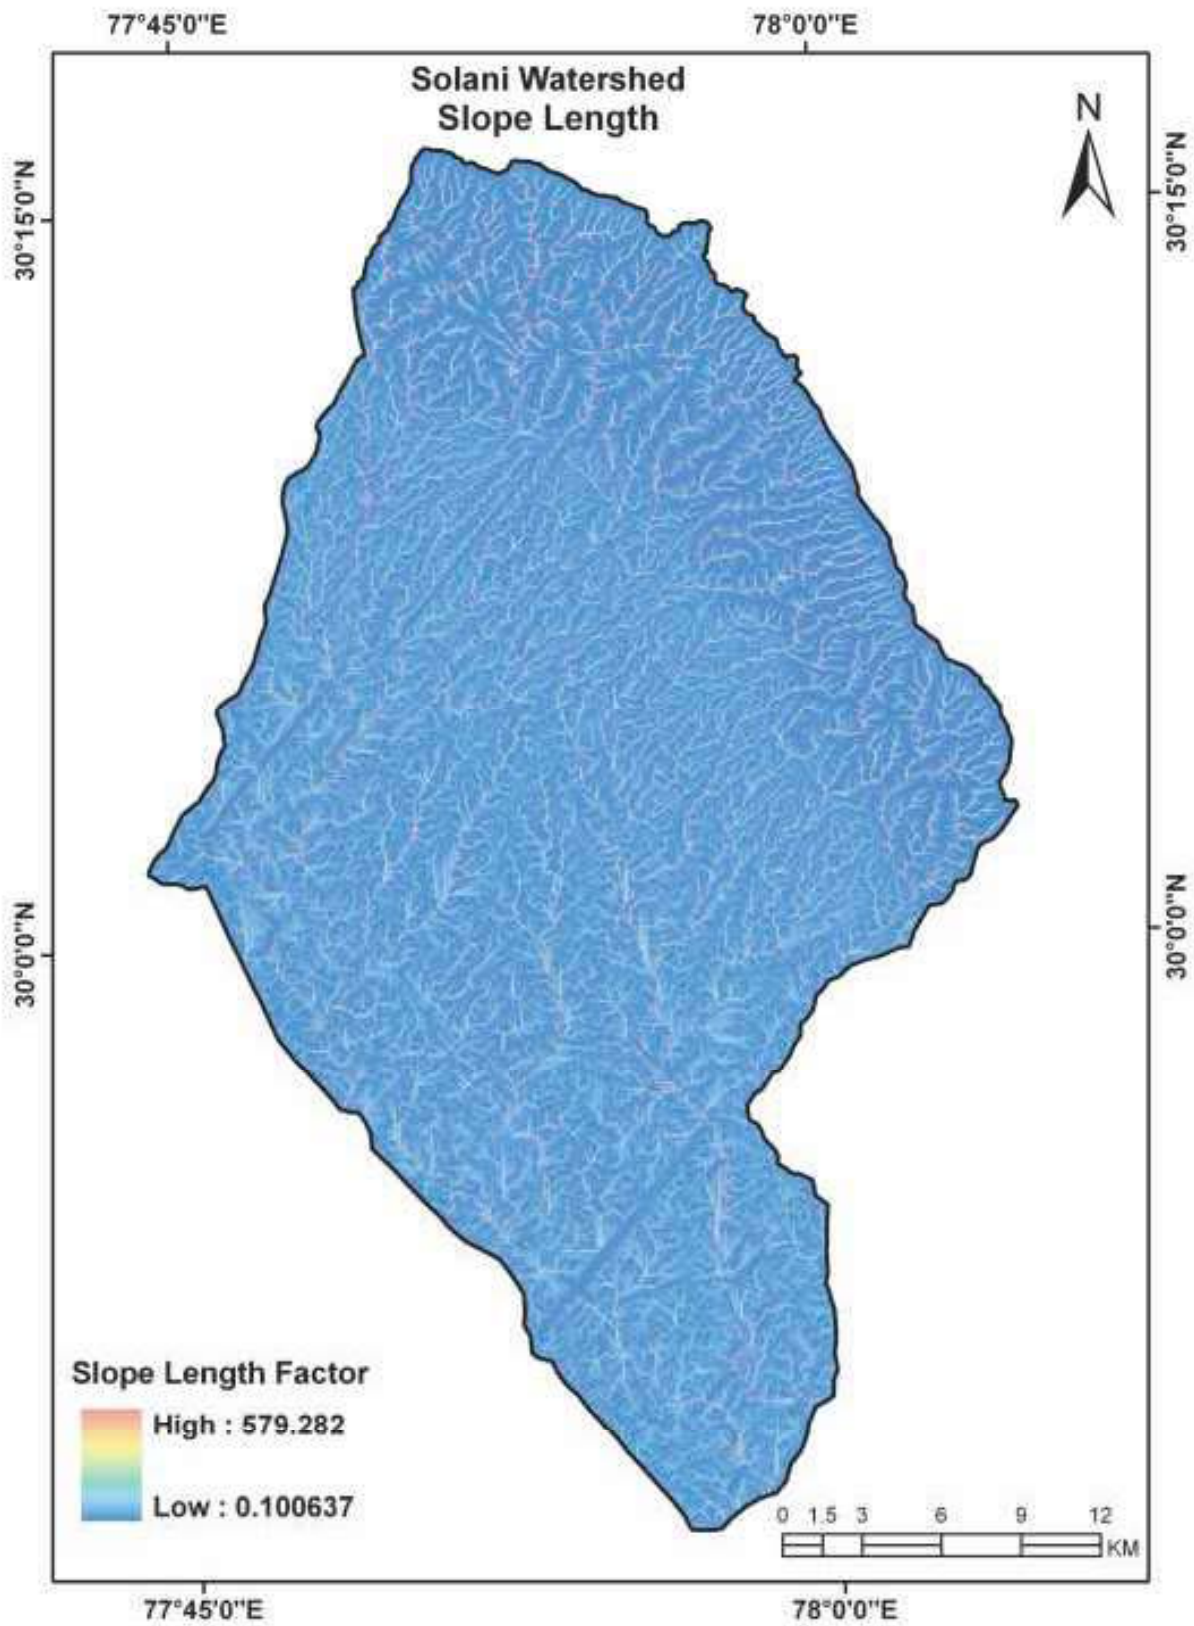 77°45'0"E 78°0'0"E
Solani Watershed
Slope Length
N
30°15'0"N 30°15'0"N
30°0'0"N 30°0'0"N
Slope Length Factor
High : 579.282
Low : 0.100637
0 1.5 3 6 9 12
KM
77°45'0"E 78°0'0"E